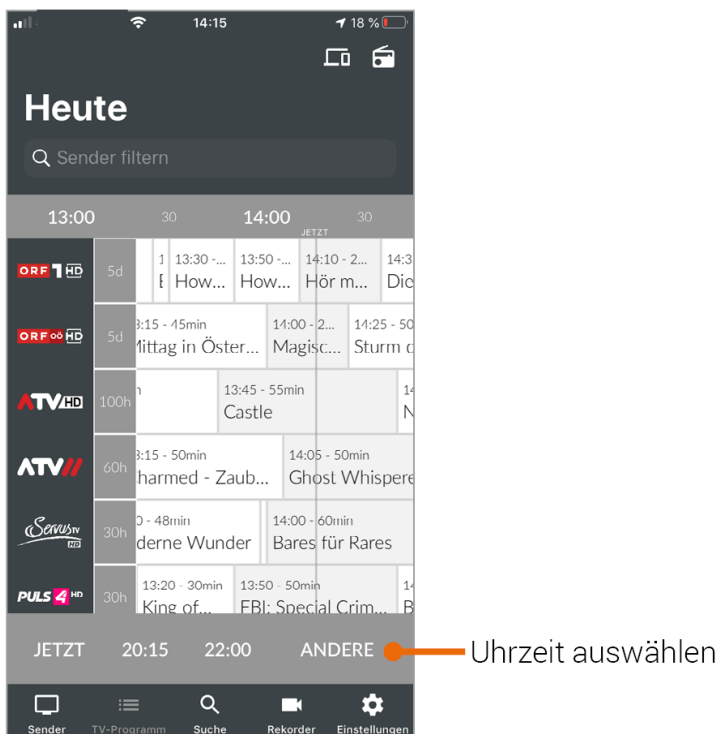 14:15
18 %
Heute
Sender filtern
13:00 30 14:00 30
JETZT
ORF 1 HD 5d
13:30 -... 13:50 -... 14:10 - 2... 14:3
How... How... Hör m... Die
ORF oö HD 5d
3:15 - 45min 14:00 - 2... 14:25 - 50
Mittag in Öster... Magisc... Sturm d
ATV HD 100h
13:45 - 55min 14
Castle N
ATV// 60h
3:15 - 50min 14:05 - 50min
harmed - Zaub... Ghost Whispere
ServusTV HD 30h
0 - 48min 14:00 - 60min
derne Wunder Bares für Rares
PULS 4 HD 30h
13:20 - 30min 13:50 - 50min 14
King of... FBI: Special Crim... B
JETZT 20:15 22:00 ANDERE
Uhrzeit auswählen
Sender TV-Programm Suche Rekorder Einstellungen